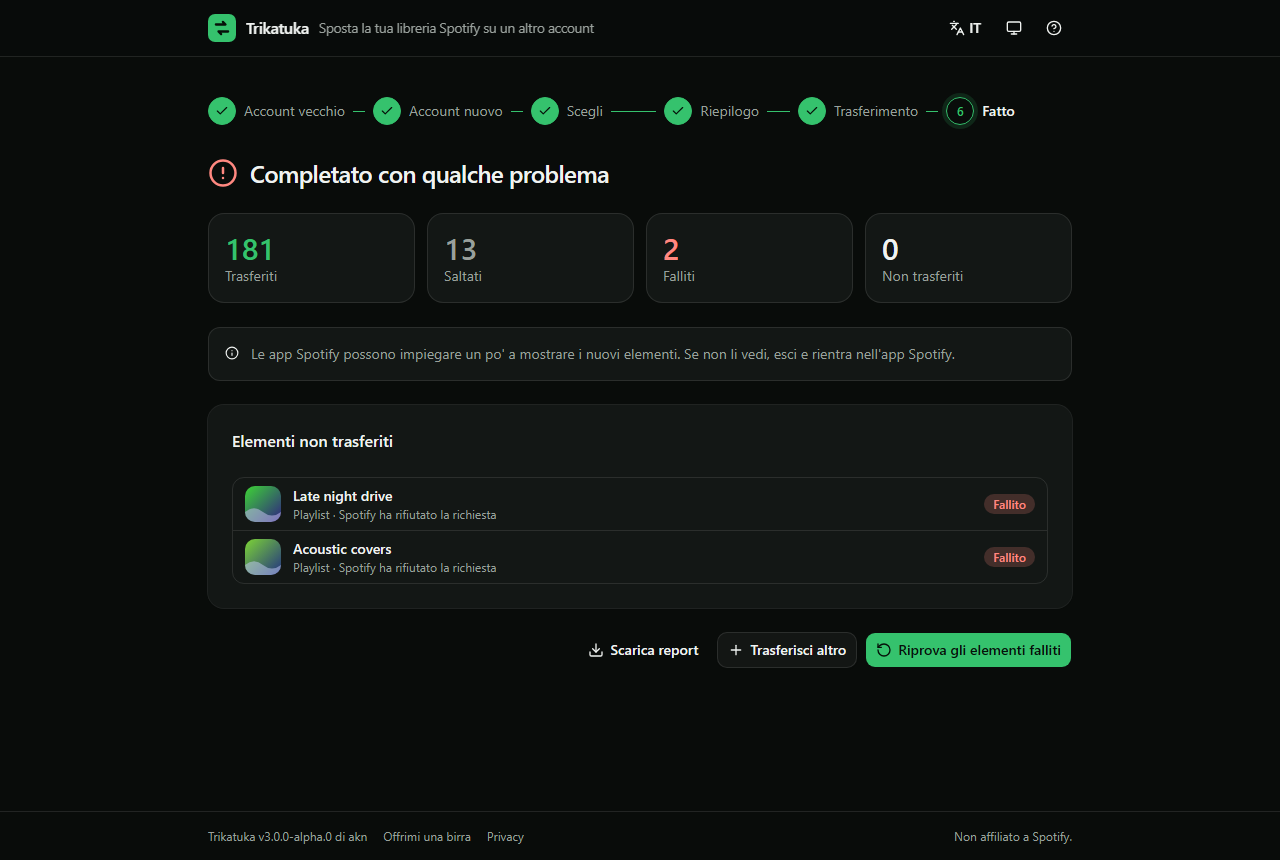 Trikatuka Sposta la tua libreria Spotify su un altro account IT
Account vecchio Account nuovo Scegli Riepilogo Trasferimento 6 Fatto
Completato con qualche problema
181 13 2 0
Trasferiti Saltati Falliti Non trasferiti
Le app Spotify possono impiegare un po' a mostrare i nuovi elementi. Se non li vedi, esci e rientra nell'app Spotify.
Elementi non trasferiti
Late night drive
Playlist · Spotify ha rifiutato la richiesta
Fallito
Acoustic covers
Playlist · Spotify ha rifiutato la richiesta
Fallito
Scarica report Trasferisci altro Riprova gli elementi falliti
Trikatuka v3.0.0-alpha.0 di akn Offrimi una birra Privacy Non affiliato a Spotify.